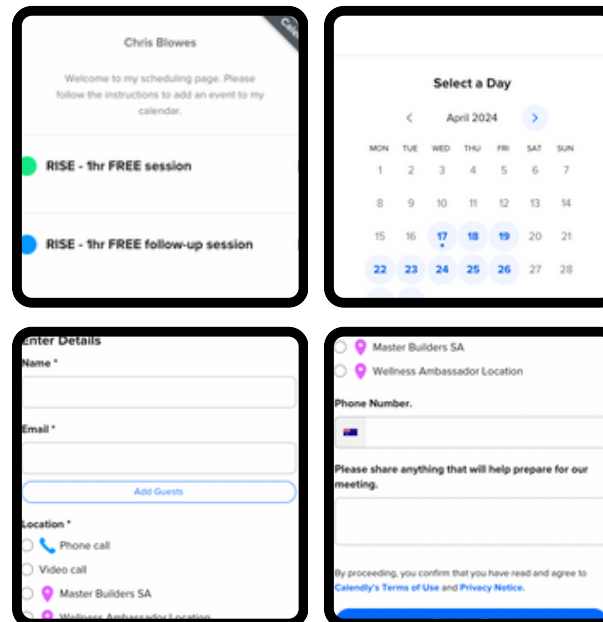 Chris Blowes
Cale
Welcome to my scheduling page. Please
follow the instructions to add an event to my
calendar.
RISE - 1hr FREE session
RISE - 1hr FREE follow-up session
Select a Day
< April 2024 >
MON TUE WED THU FRI SAT SUN
1 2 3 4 5 6 7
8 9 10 11 12 13 14
15 16 17 18 19 20 21
22 23 24 25 26 27 28
Enter Details
Name *
Email *
Add Guests
Location *
Phone call
Video call
Master Builders SA
Wellness Ambassador Location
Master Builders SA
Wellness Ambassador Location
Phone Number.
Please share anything that will help prepare for our
meeting.
By proceeding, you confirm that you have read and agree to
Calendly's Terms of Use and Privacy Notice.